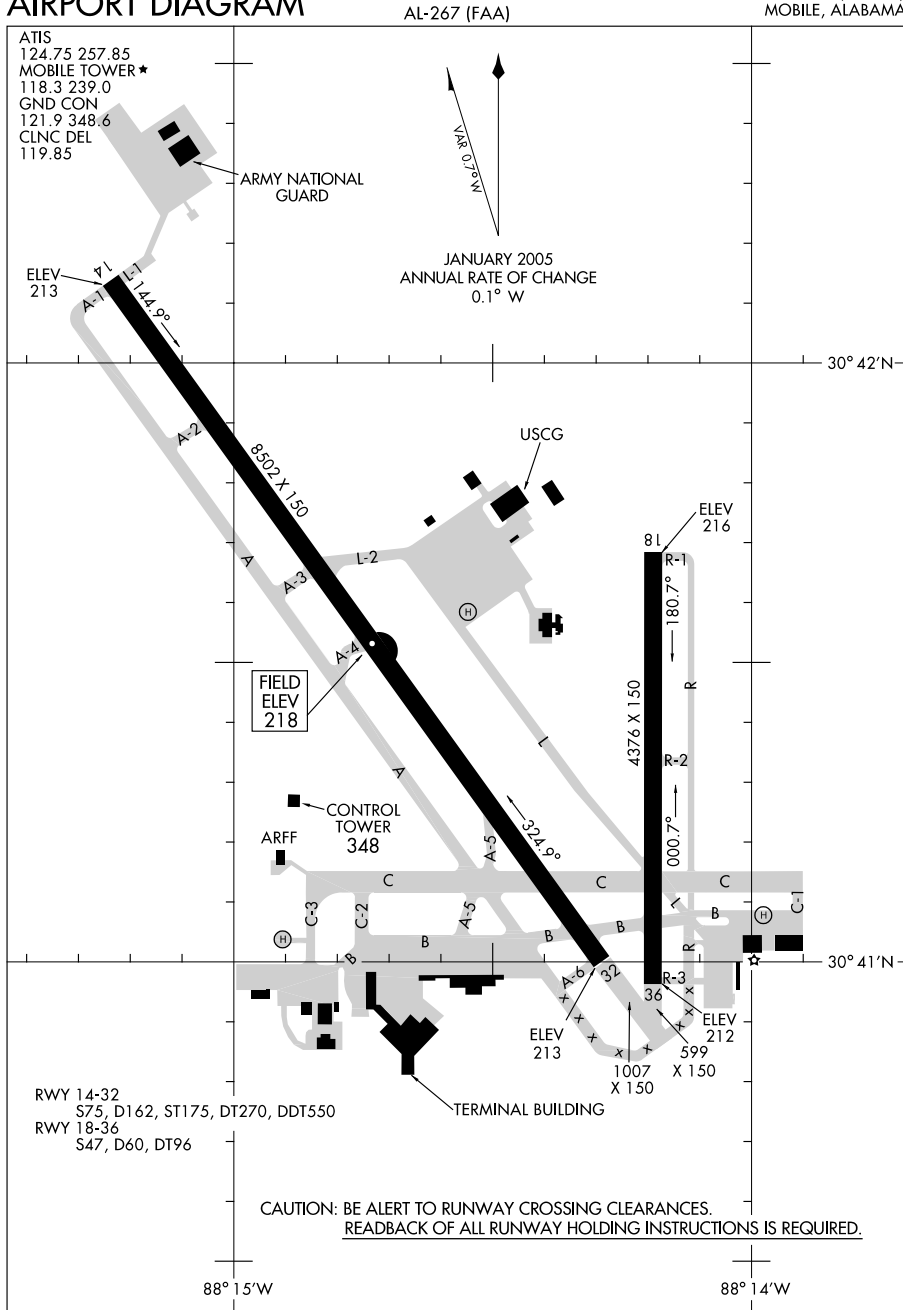 AIRPORT DIAGRAM
AL-267 (FAA)
MOBILE, ALABAMA
ATIS
124.75 257.85
MOBILE TOWER★
118.3 239.0
GND CON
121.9 348.6
CLNC DEL
119.85
ARMY NATIONAL
GUARD
VAR 0.7° W
JANUARY 2005
ANNUAL RATE OF CHANGE
0.1° W
ELEV
213
14
L-1
A-1
144.9°
30° 42'N
A-2
8502 X 150
USCG
ELEV
216
18
R-1
A
L-2
A-3
H
180.7°
A-4
FIELD
ELEV
218
4376 X 150
R
L
R-2
A
CONTROL
TOWER
348
ARFF
324.9°
000.7°
A-5
C
C
C
C-1
C-3
C-2
A-5
L
B
H
B
B
B
H
B
R
30° 41'N
A-6
32
R-3
36
X
X
X
X
X
X
X
X
ELEV
213
ELEV
212
1007
X 150
599
X 150
TERMINAL BUILDING
RWY 14-32
S75, D162, ST175, DT270, DDT550
RWY 18-36
S47, D60, DT96
CAUTION: BE ALERT TO RUNWAY CROSSING CLEARANCES.
READBACK OF ALL RUNWAY HOLDING INSTRUCTIONS IS REQUIRED.
88° 15'W
88° 14'W